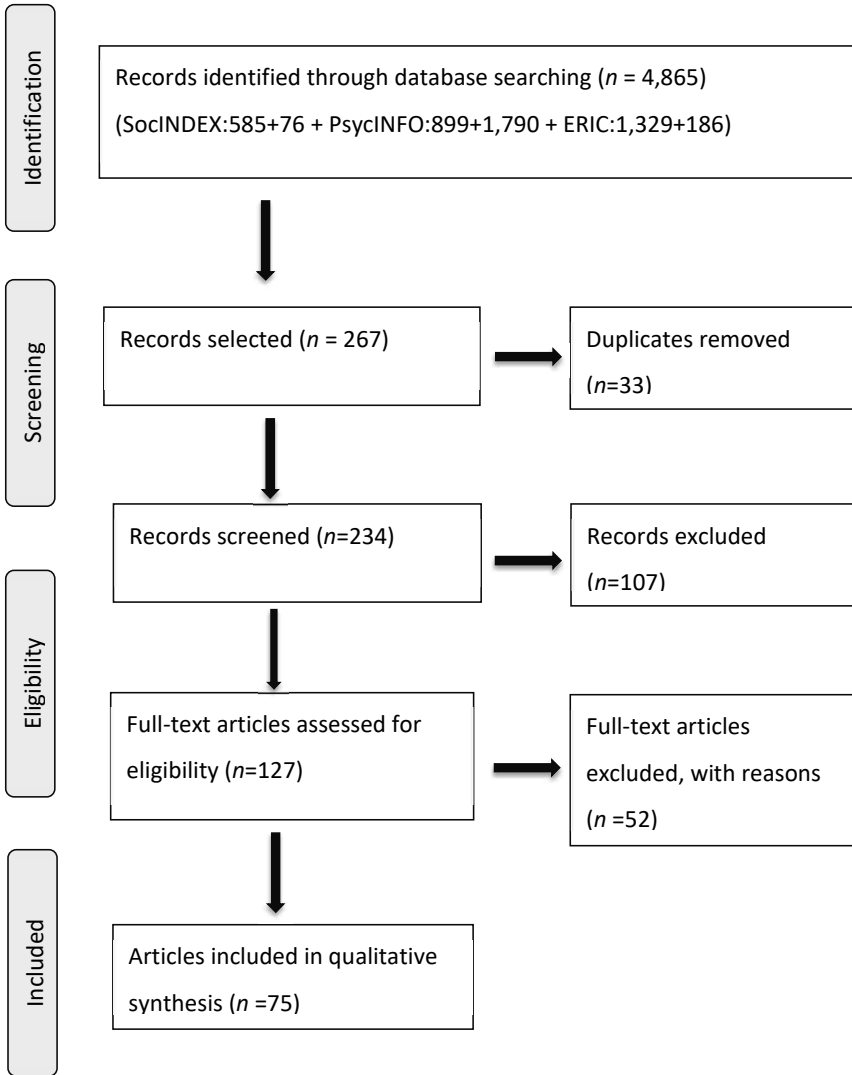 Identification
Records identified through database searching (n = 4,865)
(SocINDEX:585+76 + PsycINFO:899+1,790 + ERIC:1,329+186)
Screening
Records selected (n = 267)
Duplicates removed
(n=33)
Records screened (n=234)
Records excluded
(n=107)
Eligibility
Full-text articles assessed for
eligibility (n=127)
Full-text articles
excluded, with reasons
(n =52)
Included
Articles included in qualitative
synthesis (n =75)